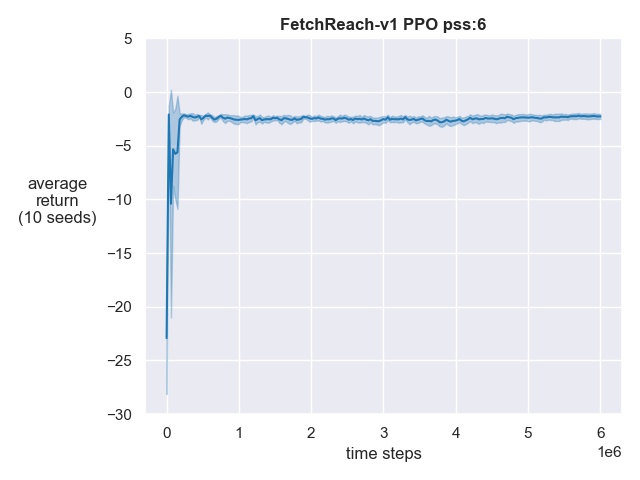 FetchReach-v1 PPO pss:6
5
0
−5
−10
−15
−20
−25
−30
average
return
(10 seeds)
0 1 2 3 4 5 6
1e6
time steps